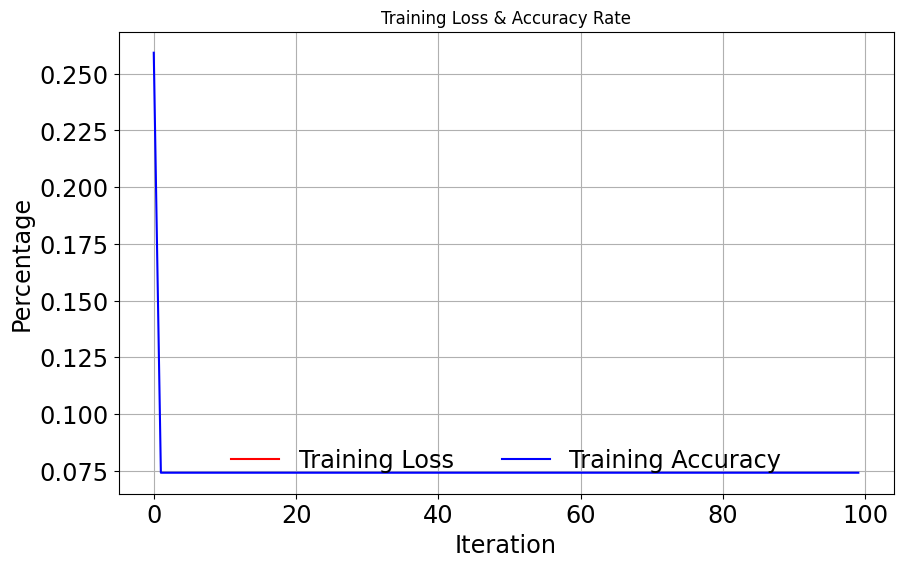 Training Loss & Accuracy Rate
0.250
0.225
0.200
0.175
0.150
0.125
0.100
0.075
Percentage
Training Loss Training Accuracy
0 20 40 60 80 100
Iteration